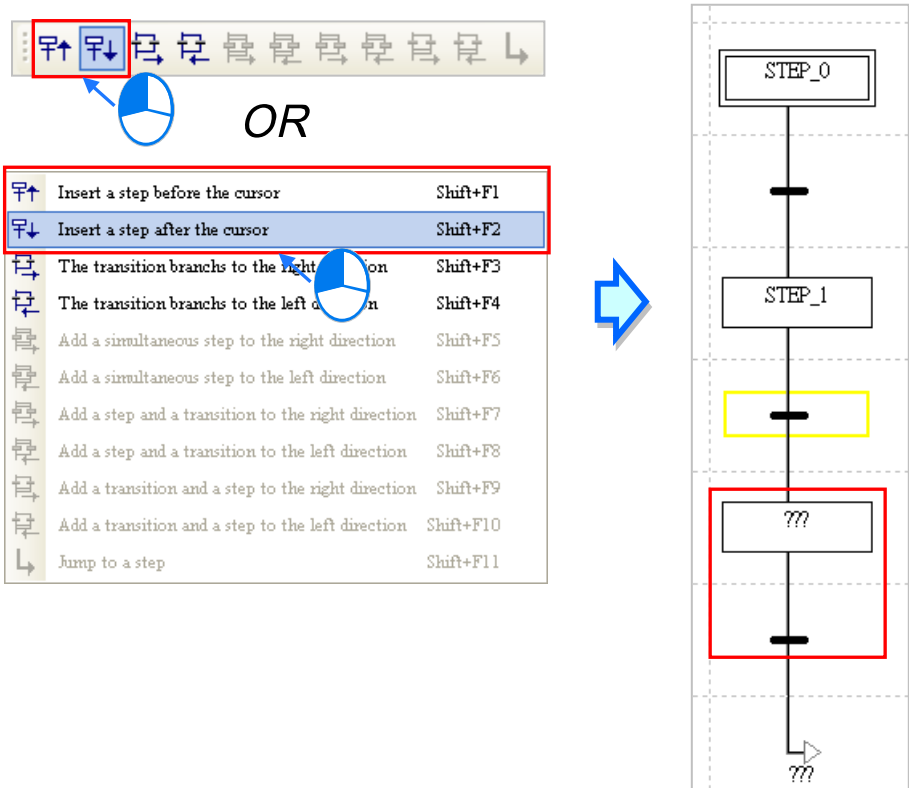 OR
Insert a step before the cursor Shift+F1
Insert a step after the cursor Shift+F2
The transition branchs to the right ion Shift+F3
The transition branchs to the left d n Shift+F4
Add a simultaneous step to the right direction Shift+F5
Add a simultaneous step to the left direction Shift+F6
Add a step and a transition to the right direction Shift+F7
Add a step and a transition to the left direction Shift+F8
Add a transition and a step to the right direction Shift+F9
Add a transition and a step to the left direction Shift+F10
Jump to a step Shift+F11
STEP_0
STEP_1
???
???